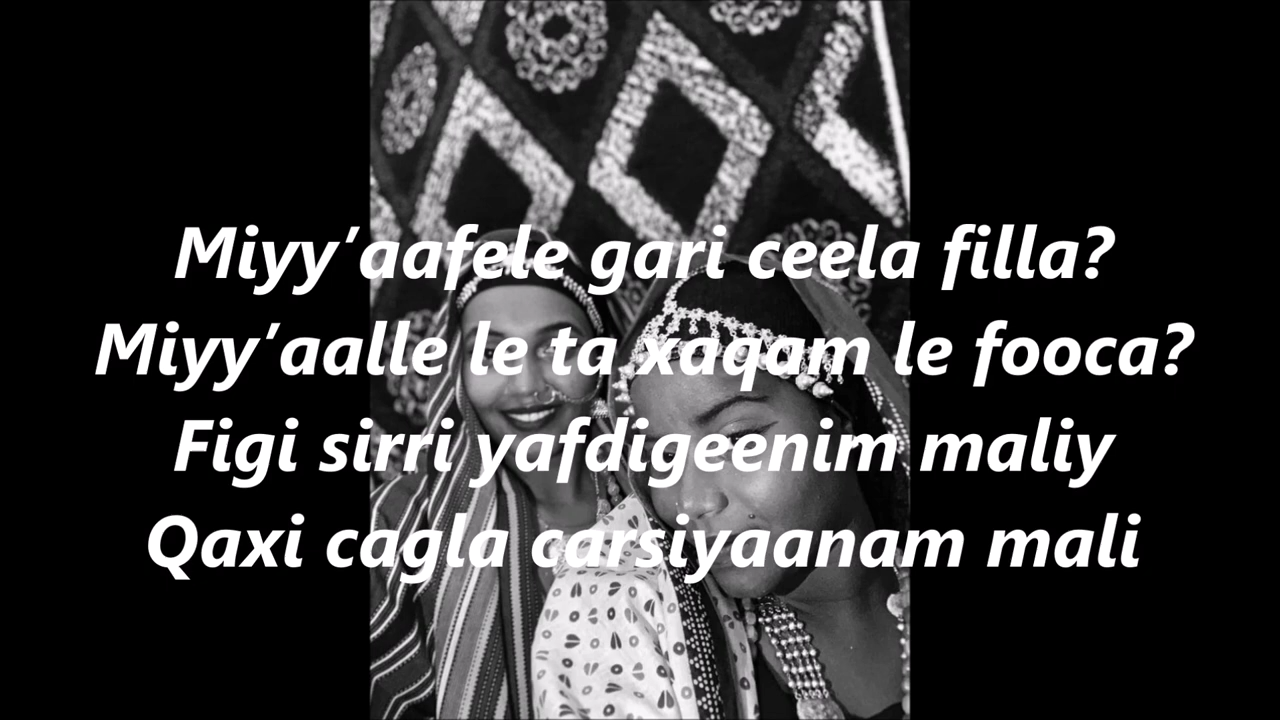 Miyy’aafele gari ceela filla?
Miyy’aalle le ta xaqam le fooca?
Figi sirri yafdigeenim maliy
Qaxi cagla carsiyaanam mali